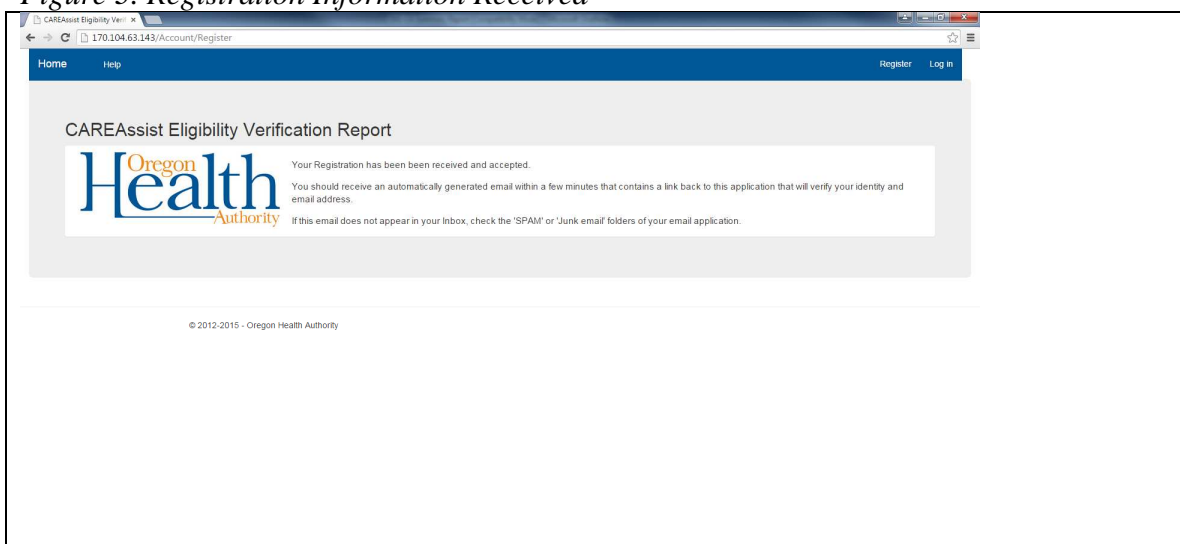 Figure 3: Registration Information Received
CAREAssist Eligibility Veri
170.104.63.143/Account/Register
Home Help Register Log in
CAREAssist Eligibility Verification Report
Oregon
Health
Authority
Your Registration has been been received and accepted.
You should receive an automatically generated email within a few minutes that contains a link back to this application that will verify your identity and
email address.
If this email does not appear in your Inbox, check the 'SPAM' or 'Junk email' folders of your email application.
© 2012-2015 - Oregon Health Authority